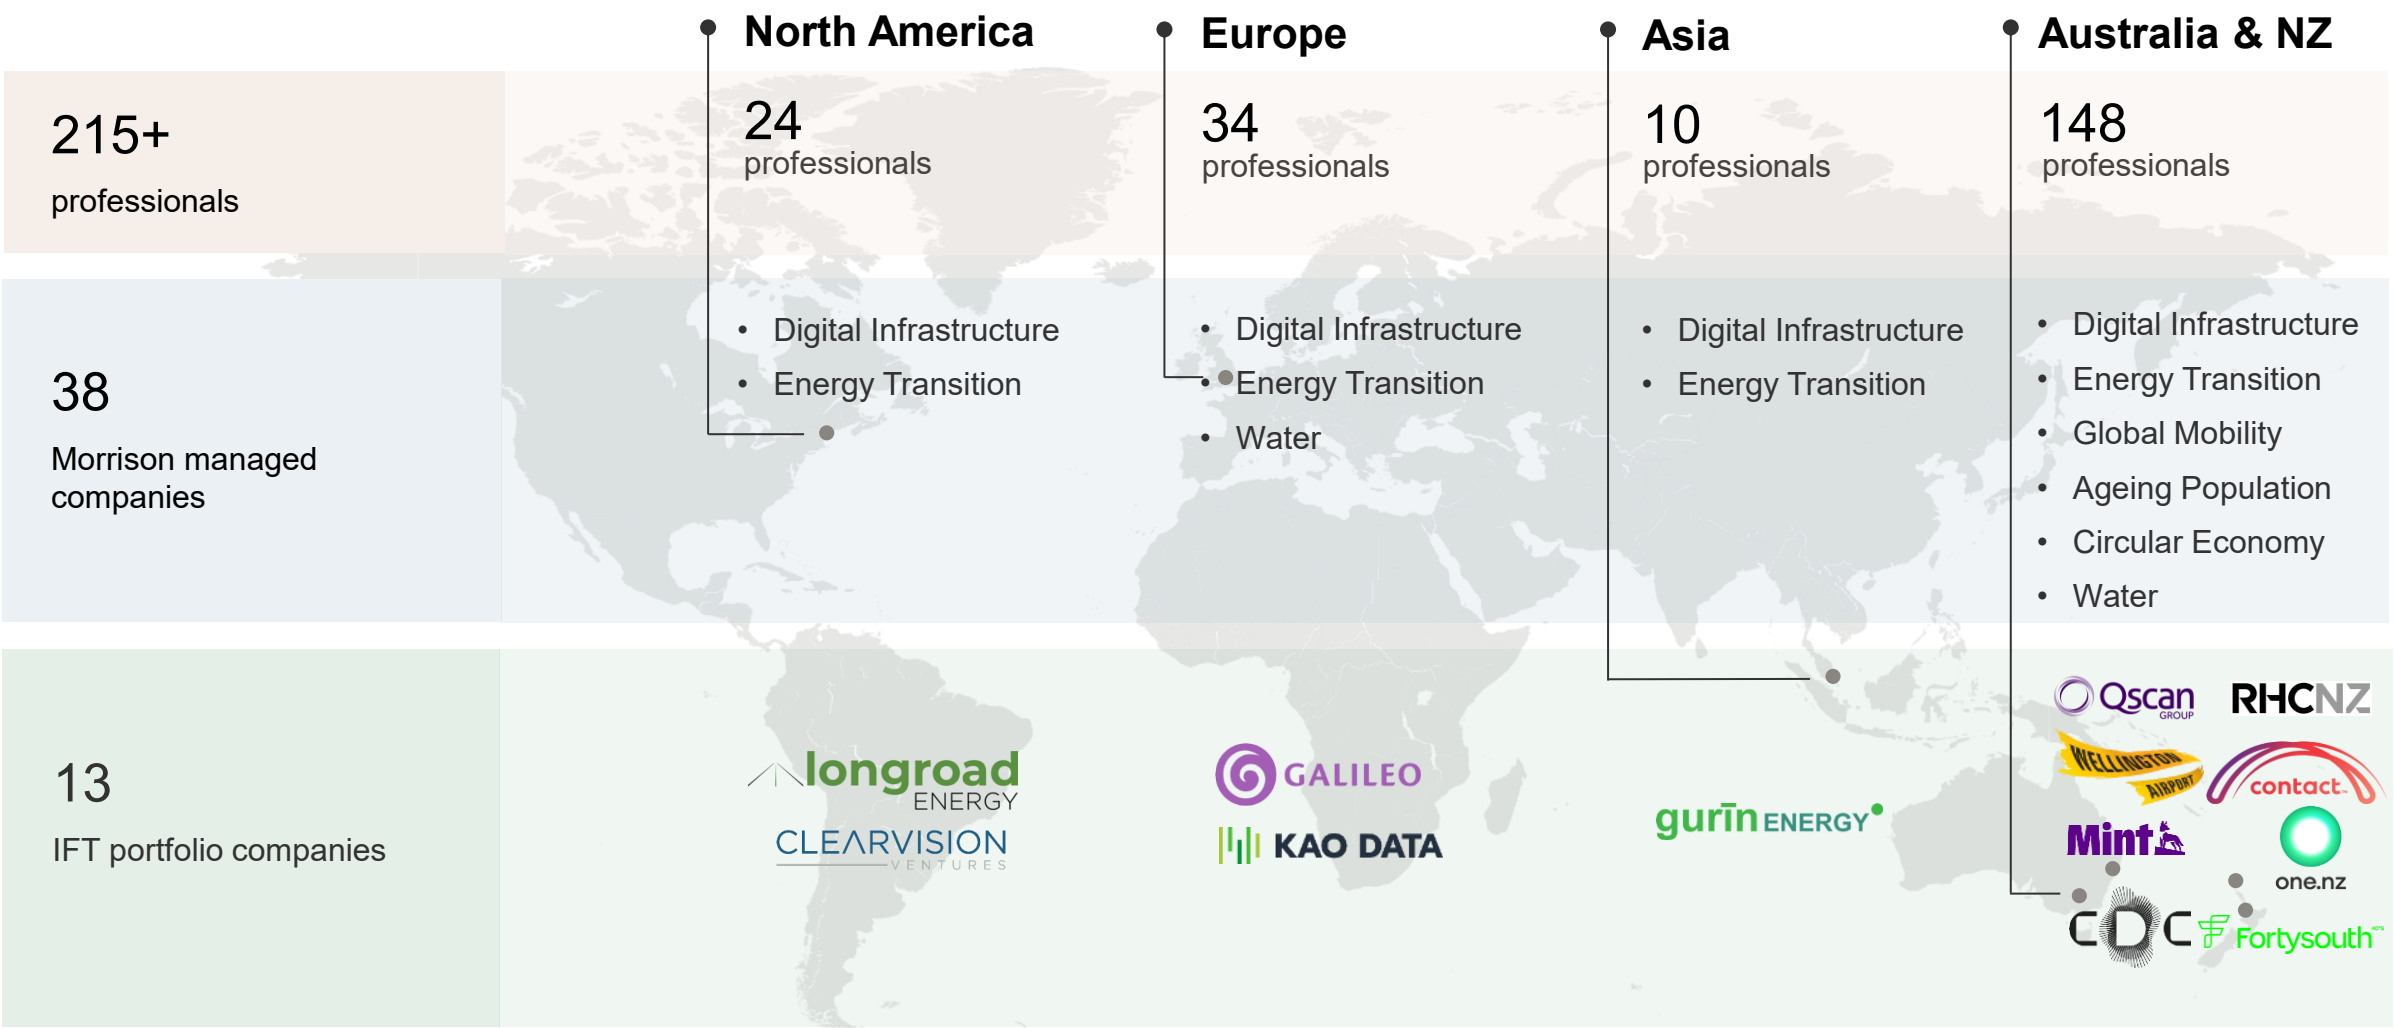 North America
Europe
Asia
Australia & NZ
215+
professionals
24
professionals
34
professionals
10
professionals
148
professionals
38
Morrison managed
companies
• Digital Infrastructure
• Energy Transition
• Digital Infrastructure
• Energy Transition
• Water
• Digital Infrastructure
• Energy Transition
• Digital Infrastructure
• Energy Transition
• Global Mobility
• Ageing Population
• Circular Economy
• Water
13
IFT portfolio companies
longroad
ENERGY
CLEARVISION
VENTURES
GALILEO
KAO DATA
gurīn ENERGY
Qscan
GROUP
RHCNZ
WELLINGTON
AIRPORT
contact
Mint
one.nz
CDC
Fortysouth